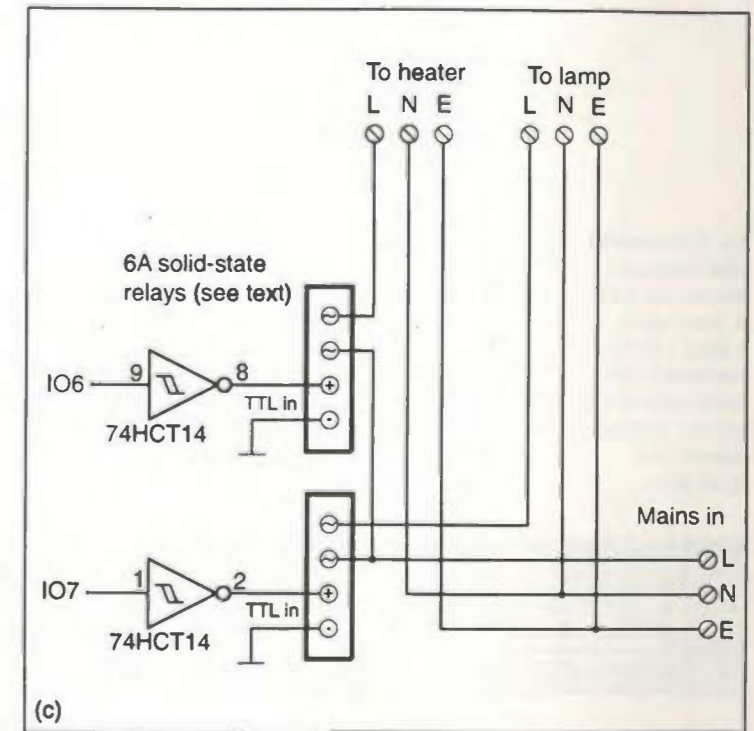 To heater
To lamp
L N E
L N E
6A solid-state
relays (see text)
IO6
9
8
TTL in
74HCT14
Mains in
L
IO7
1
2
N
TTL in
E
74HCT14
(c)